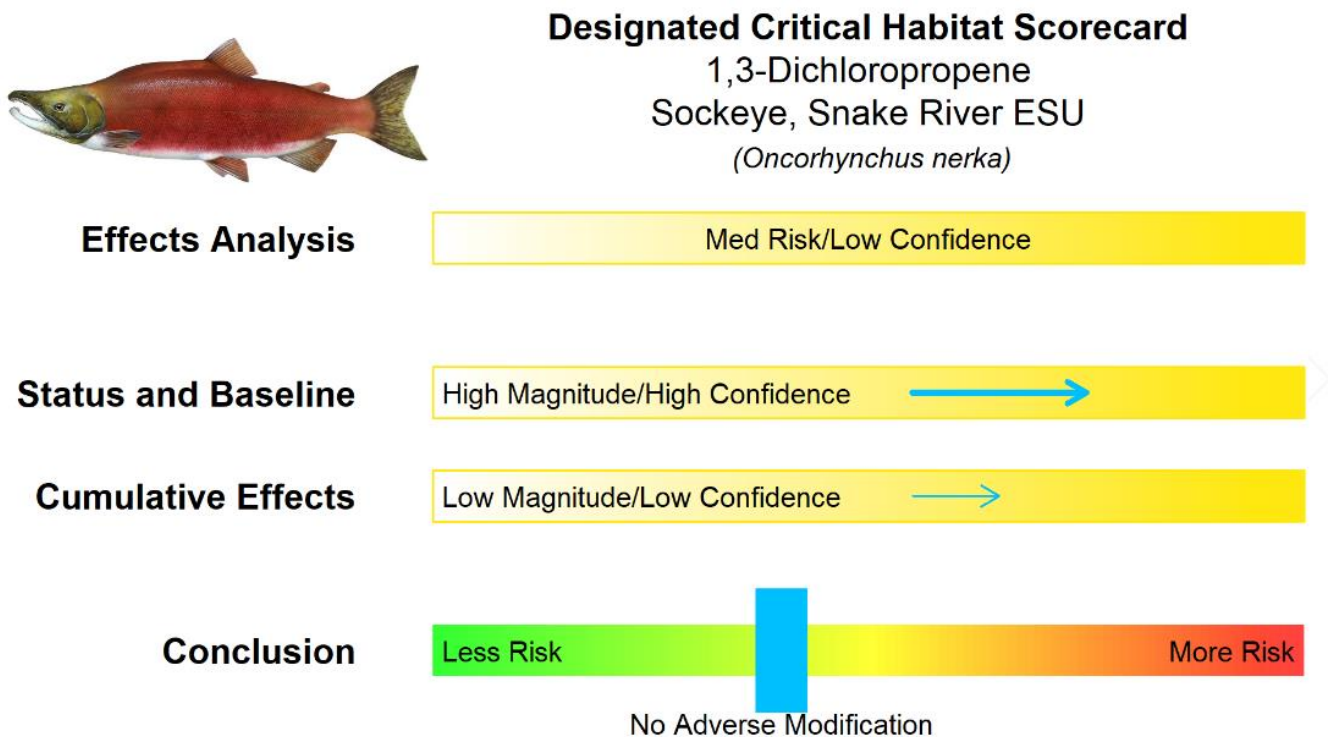 Designated Critical Habitat Scorecard
1,3-Dichloropropene
Sockeye, Snake River ESU
(Oncorhynchus nerka)
Effects Analysis
Med Risk/Low Confidence
Status and Baseline
High Magnitude/High Confidence
Cumulative Effects
Low Magnitude/Low Confidence
Conclusion
Less Risk
More Risk
No Adverse Modification